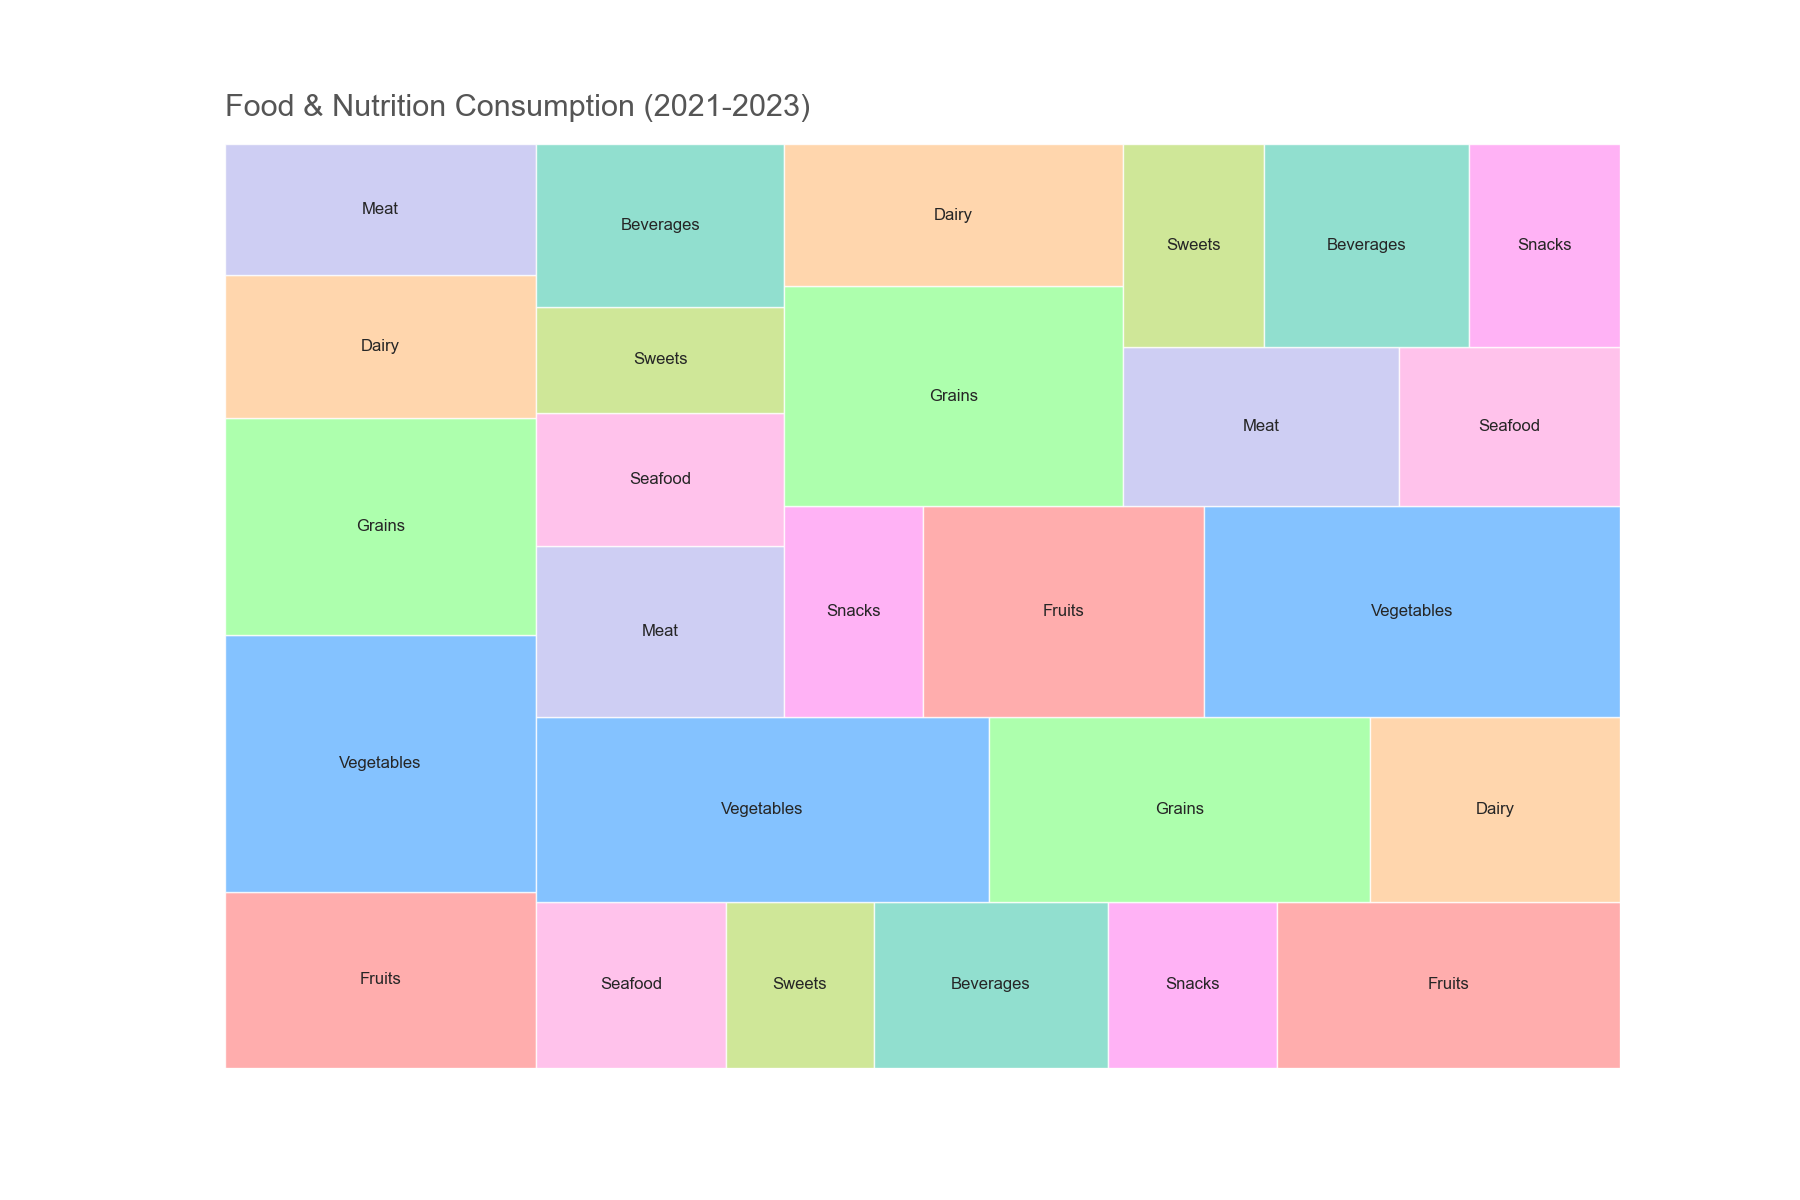 Food & Nutrition Consumption (2021-2023)
Meat
Beverages
Dairy
Sweets
Beverages
Snacks
Dairy
Sweets
Grains
Meat
Seafood
Seafood
Grains
Meat
Snacks
Fruits
Vegetables
Vegetables
Vegetables
Grains
Dairy
Fruits
Seafood
Sweets
Beverages
Snacks
Fruits